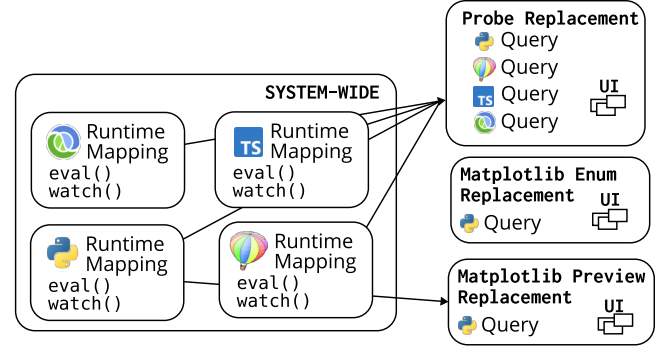 SYSTEM-WIDE
Runtime
Mapping
eval()
watch()
TS
Runtime
Mapping
eval()
watch()
Runtime
Mapping
eval()
watch()
Runtime
Mapping
eval()
watch()
Probe Replacement
Query
Query
TS Query
Query
UI
Matplotlib Enum
Replacement
Query
UI
Matplotlib Preview
Replacement
Query
UI